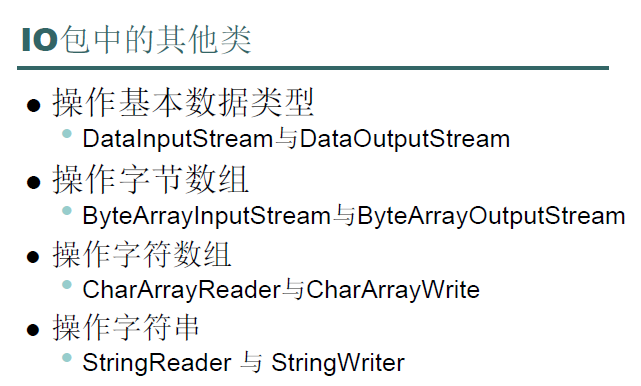 IO包中的其他类
操作基本数据类型
DataInputStream与DataOutputStream
操作字节数组
ByteArrayInputStream与ByteArrayOutputStream
操作字符数组
CharArrayReader与CharArrayWrite
操作字符串
StringReader 与 StringWriter